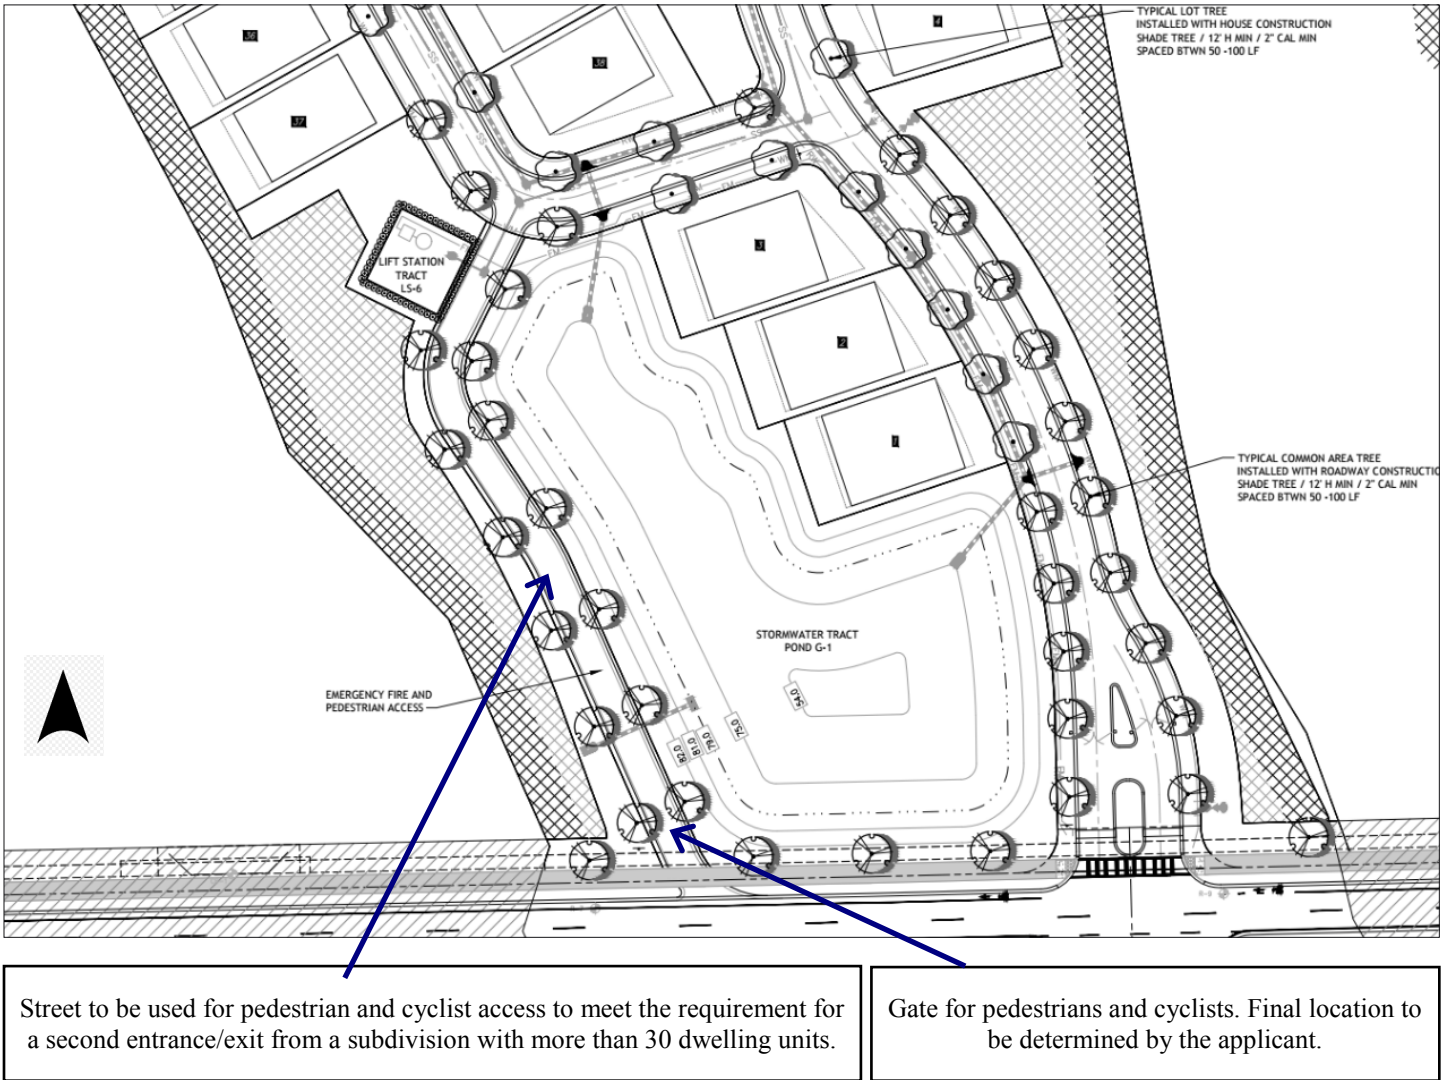 TYPICAL LOT TREE
INSTALLED WITH HOUSE CONSTRUCTION
SHADE TREE / 12' H MIN / 2" CAL MIN
SPACED BTWN 50 -100 LF
4
36
38
37
LIFT STATION
TRACT
LS-6
3
2
1
TYPICAL COMMON AREA TREE
INSTALLED WITH ROADWAY CONSTRUCTIO
SHADE TREE / 12' H MIN / 2" CAL MIN
SPACED BTWN 50 -100 LF
STORMWATER TRACT
POND G-1
EMERGENCY FIRE AND
PEDESTRIAN ACCESS
82.0
81.0
79.0
75.0
54.0
Street to be used for pedestrian and cyclist access to meet the requirement for
a second entrance/exit from a subdivision with more than 30 dwelling units.
Gate for pedestrians and cyclists. Final location to
be determined by the applicant.